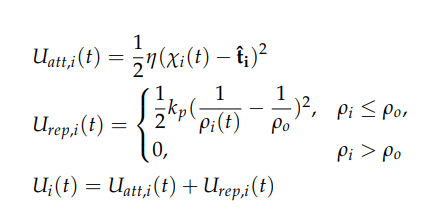 $U_{att,i}(t) = \frac{1}{2}\eta(\chi_i(t) - \hat{\mathbf{t}}_{\mathbf{i}})^2$
$U_{rep,i}(t) = \begin{cases} \frac{1}{2}k_p(\frac{1}{\rho_i(t)} - \frac{1}{\rho_o})^2, & \rho_i \leq \rho_o, \\ 0, & \rho_i > \rho_o \end{cases}$
$U_i(t) = U_{att,i}(t) + U_{rep,i}(t)$